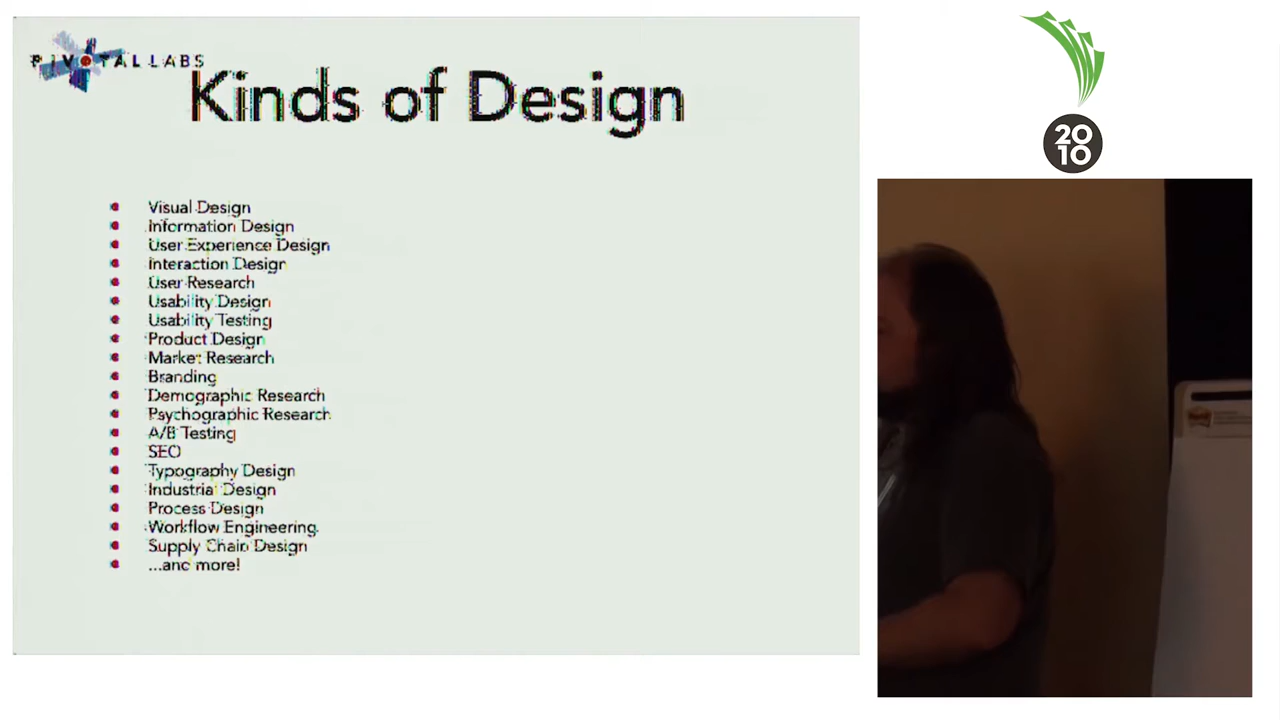 PIVOTAL LABS
Kinds of Design
Visual Design
Information Design
User Experience Design
Interaction Design
User Research
Usability Design
Usability Testing
Product Design
Market Research
Branding
Demographic Research
Psychographic Research
A/B Testing
SEO
Typography Design
Industrial Design
Process Design
Workflow Engineering
Supply Chain Design
...and more!
20
10